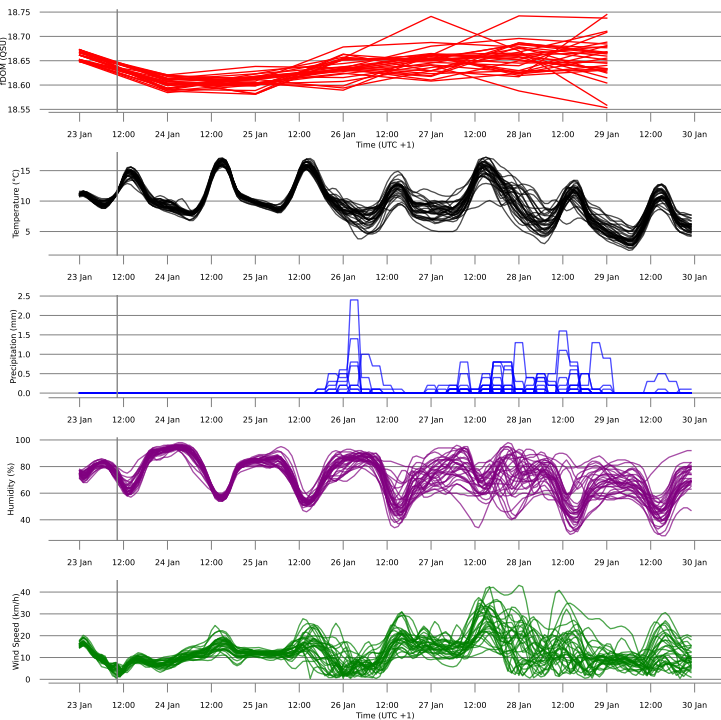 18.75
18.70
18.65
18.60
18.55
fDOM (QSU)
23 Jan 12:00 24 Jan 12:00 25 Jan 12:00 26 Jan 12:00 27 Jan 12:00 28 Jan 12:00 29 Jan 12:00 30 Jan
Time (UTC +1)
15
10
5
Temperature (°C)
23 Jan 12:00 24 Jan 12:00 25 Jan 12:00 26 Jan 12:00 27 Jan 12:00 28 Jan 12:00 29 Jan 12:00 30 Jan
2.5
2.0
1.5
1.0
0.5
0.0
Precipitation (mm)
23 Jan 12:00 24 Jan 12:00 25 Jan 12:00 26 Jan 12:00 27 Jan 12:00 28 Jan 12:00 29 Jan 12:00 30 Jan
100
80
60
40
Humidity (%)
23 Jan 12:00 24 Jan 12:00 25 Jan 12:00 26 Jan 12:00 27 Jan 12:00 28 Jan 12:00 29 Jan 12:00 30 Jan
40
30
20
10
0
Wind Speed (km/h)
23 Jan 12:00 24 Jan 12:00 25 Jan 12:00 26 Jan 12:00 27 Jan 12:00 28 Jan 12:00 29 Jan 12:00 30 Jan
Time (UTC +1)